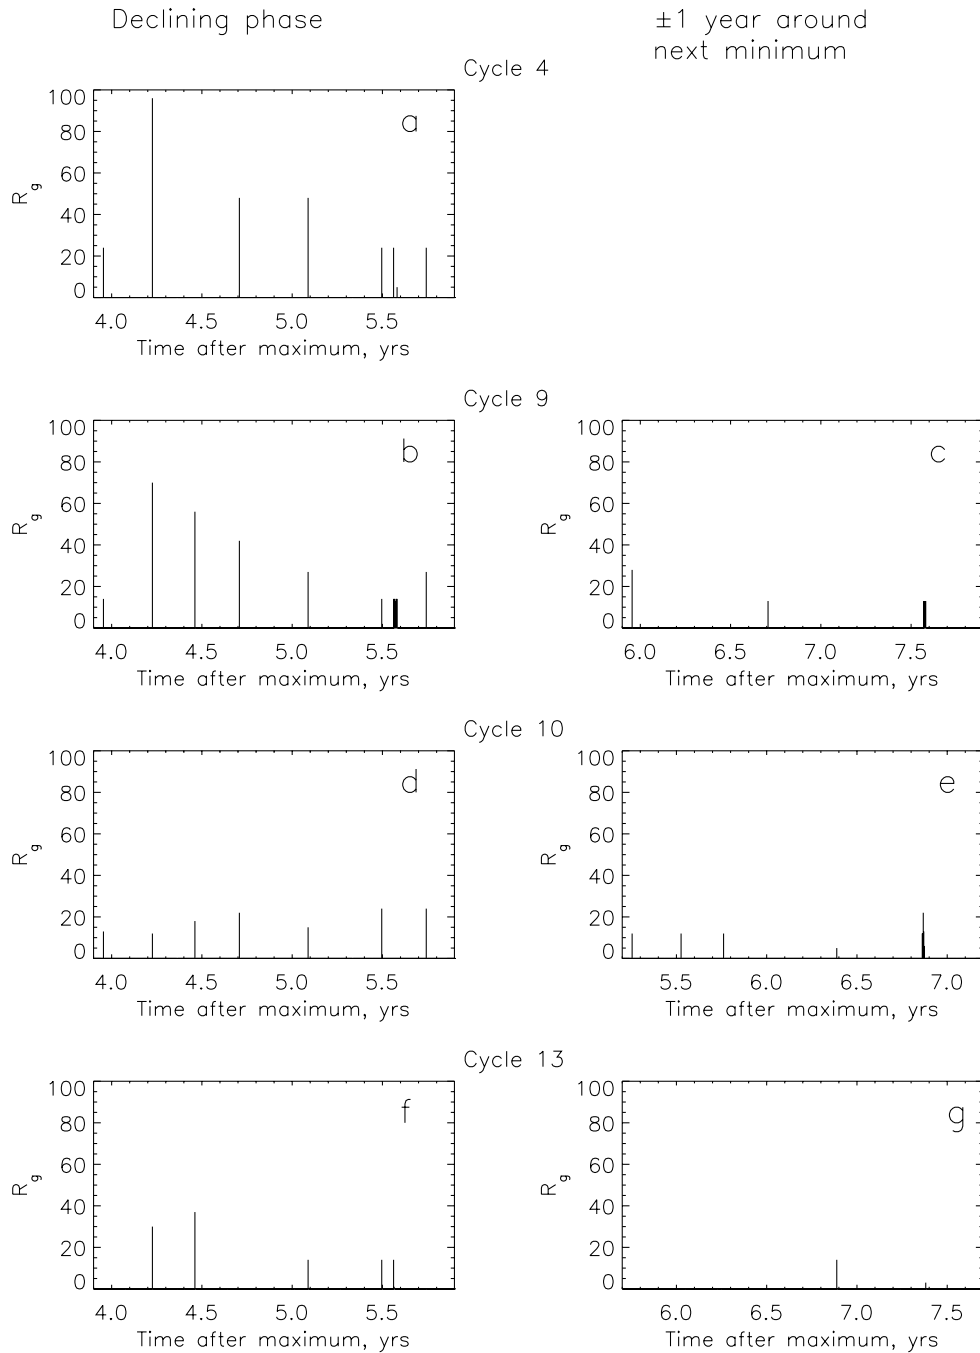 Declining phase
±1 year around
next minimum
Cycle 4
a
100
80
60
40
20
0
R_g
4.0 4.5 5.0 5.5
Time after maximum, yrs
Cycle 9
b
100
80
60
40
20
0
R_g
4.0 4.5 5.0 5.5
Time after maximum, yrs
c
100
80
60
40
20
0
R_g
6.0 6.5 7.0 7.5
Time after maximum, yrs
Cycle 10
d
100
80
60
40
20
0
R_g
4.0 4.5 5.0 5.5
Time after maximum, yrs
e
100
80
60
40
20
0
R_g
5.5 6.0 6.5 7.0
Time after maximum, yrs
Cycle 13
f
100
80
60
40
20
0
R_g
4.0 4.5 5.0 5.5
Time after maximum, yrs
g
100
80
60
40
20
0
R_g
6.0 6.5 7.0 7.5
Time after maximum, yrs